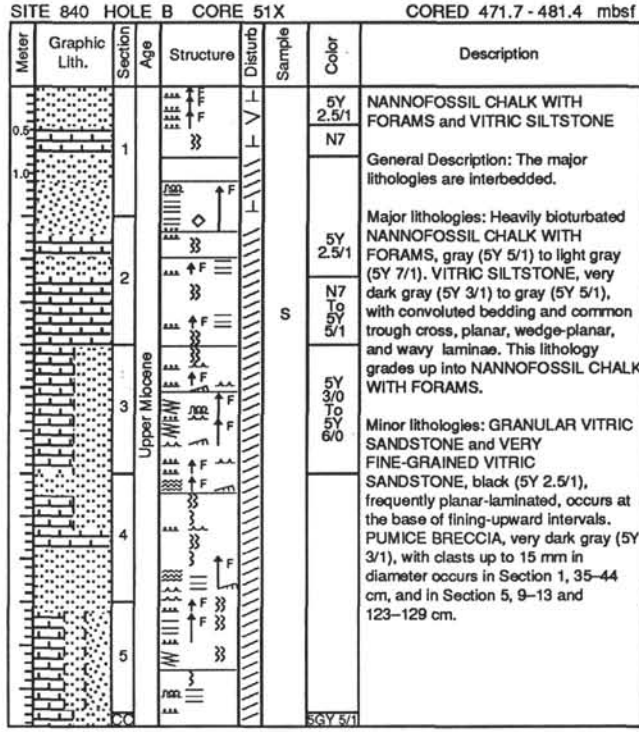 SITE 840 HOLE B CORE 51X CORED 471.7 - 481.4 mbsf
Meter
Graphic
Lith.
Section
Age
Structure
Disturb
Sample
Color
Description
0.5
1.0
1
2
3
4
5
CC
Upper Miocene
F
F
F
F
F
F
F
F
F
F
F
F
F
F
S
5Y
2.5/1
N7
5Y
2.5/1
N7
To
5Y
5/1
5Y
3/0
To
5Y
6/0
5GY 5/1
NANNOFOSSIL CHALK WITH
FORAMS and VITRIC SILTSTONE
General Description: The major
lithologies are interbedded.
Major lithologies: Heavily bioturbated
NANNOFOSSIL CHALK WITH
FORAMS, gray (5Y 5/1) to light gray
(5Y 7/1). VITRIC SILTSTONE, very
dark gray (5Y 3/1) to gray (5Y 5/1),
with convoluted bedding and common
trough cross, planar, wedge-planar,
and wavy laminae. This lithology
grades up into NANNOFOSSIL CHALK
WITH FORAMS.
Minor lithologies: GRANULAR VITRIC
SANDSTONE and VERY
FINE-GRAINED VITRIC
SANDSTONE, black (5Y 2.5/1),
frequently planar-laminated, occurs at
the base of fining-upward intervals.
PUMICE BRECCIA, very dark gray (5Y
3/1), with clasts up to 15 mm in
diameter occurs in Section 1, 35–44
cm, and in Section 5, 9–13 and
123–129 cm.